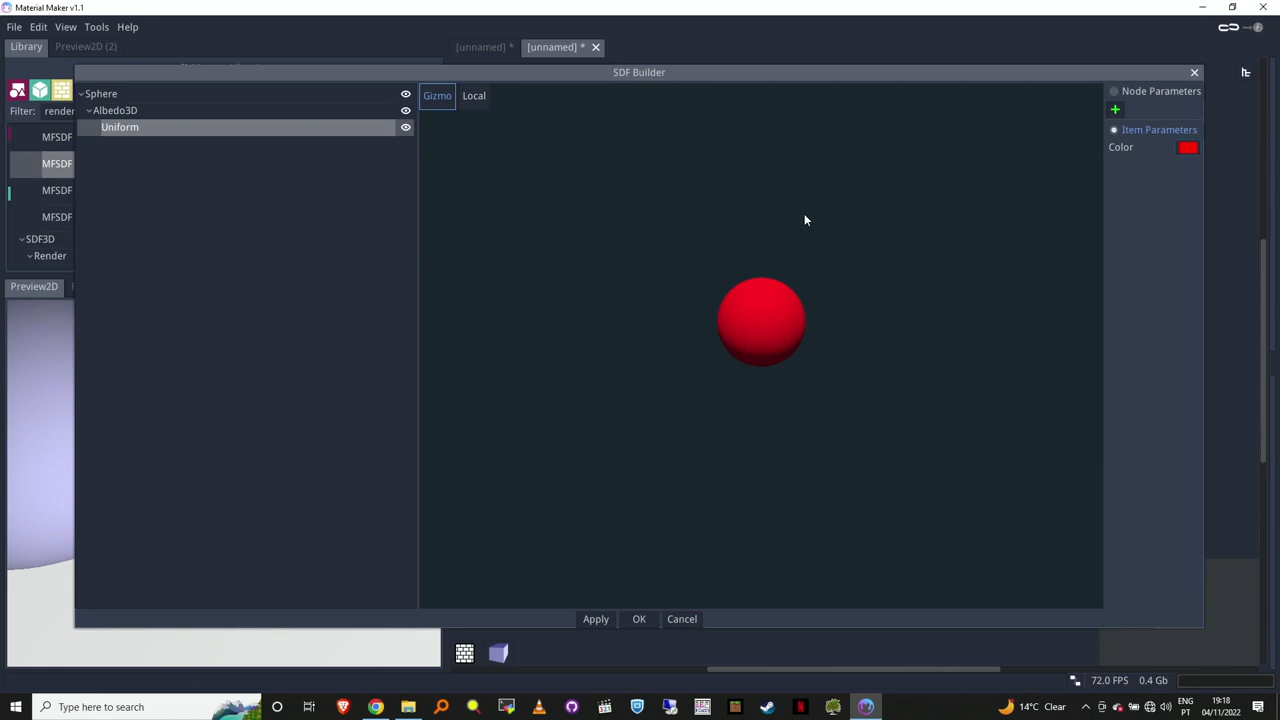 Material Maker v1.1
File Edit View Tools Help
Library Preview2D (2) [unnamed] * [unnamed] *
SDF Builder
Sphere
Albedo3D
Uniform
Gizmo Local
Node Parameters
Item Parameters
Color
Filter: render
MFSDF
MFSDF
MFSDF
MFSDF
SDF3D
Render
Preview2D
Apply OK Cancel
72.0 FPS 0.4 Gb
Type here to search
14°C Clear
ENG
PT
19:18
04/11/2022